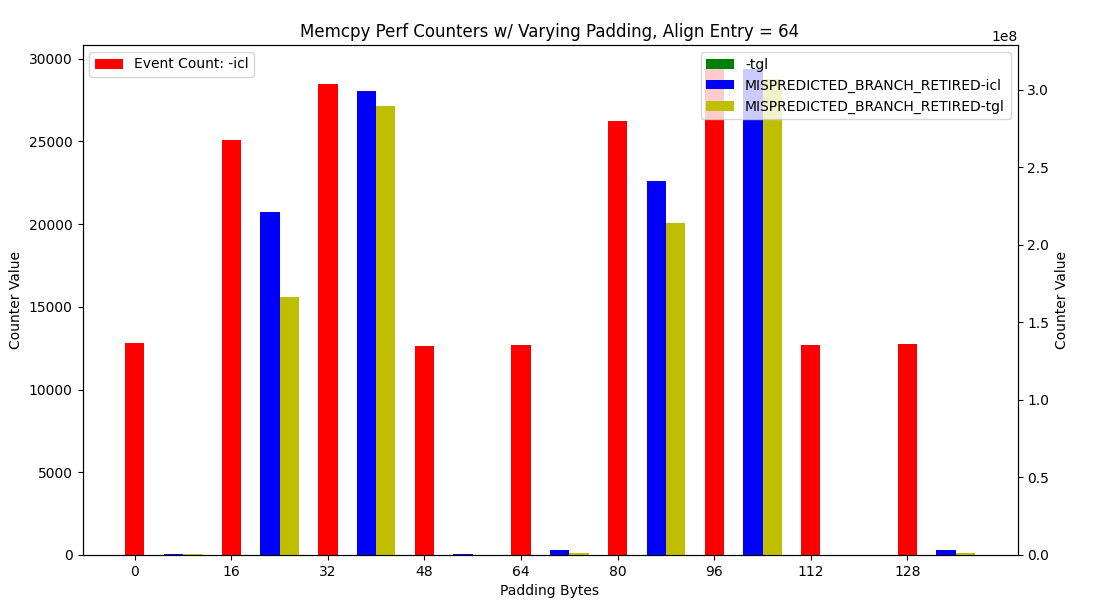 Memcpy Perf Counters w/ Varying Padding, Align Entry = 64
1e8
Event Count: -icl
-tgl
MISPREDICTED_BRANCH_RETIRED-icl
MISPREDICTED_BRANCH_RETIRED-tgl
30000
25000
20000
15000
10000
5000
0
Counter Value
3.0
2.5
2.0
1.5
1.0
0.5
0.0
Counter Value
0 16 32 48 64 80 96 112 128
Padding Bytes